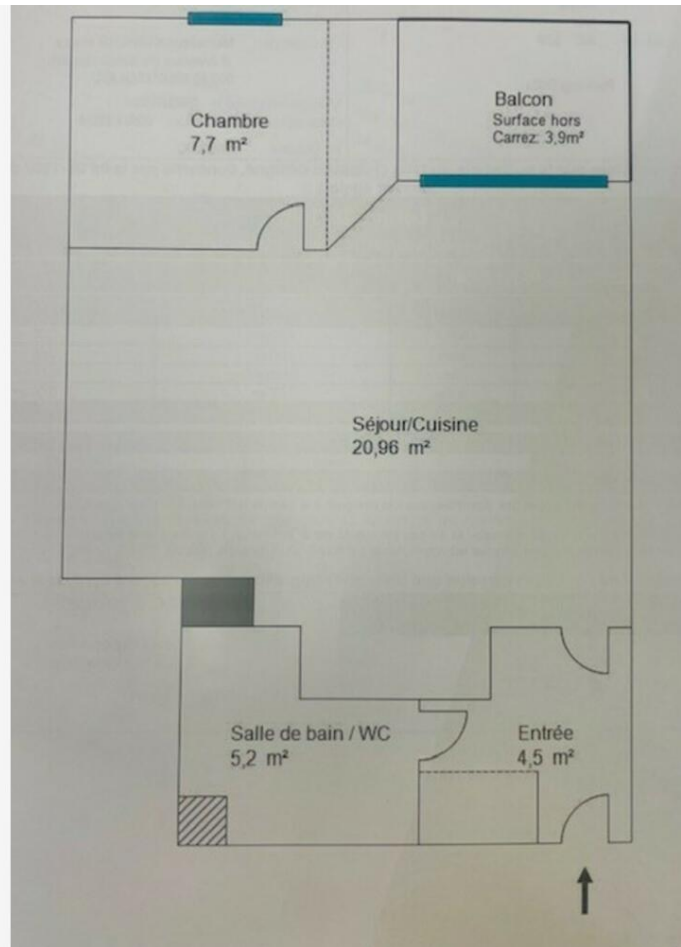 Chambre
7,7 m²
Balcon
Surface hors
Carrez: 3,9m²
Séjour/Cuisine
20,96 m²
Salle de bain / WC
5,2 m²
Entrée
4,5 m²